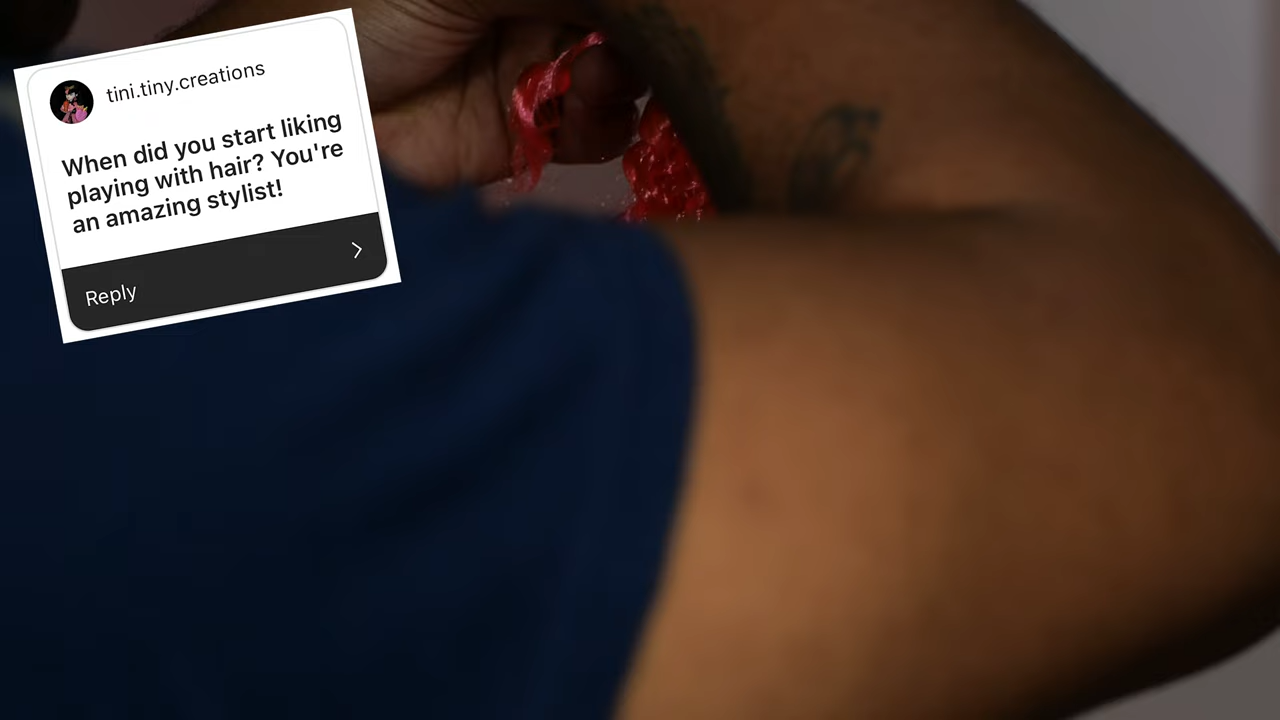 tini.tiny.creations
When did you start liking
playing with hair? You're
an amazing stylist!
Reply